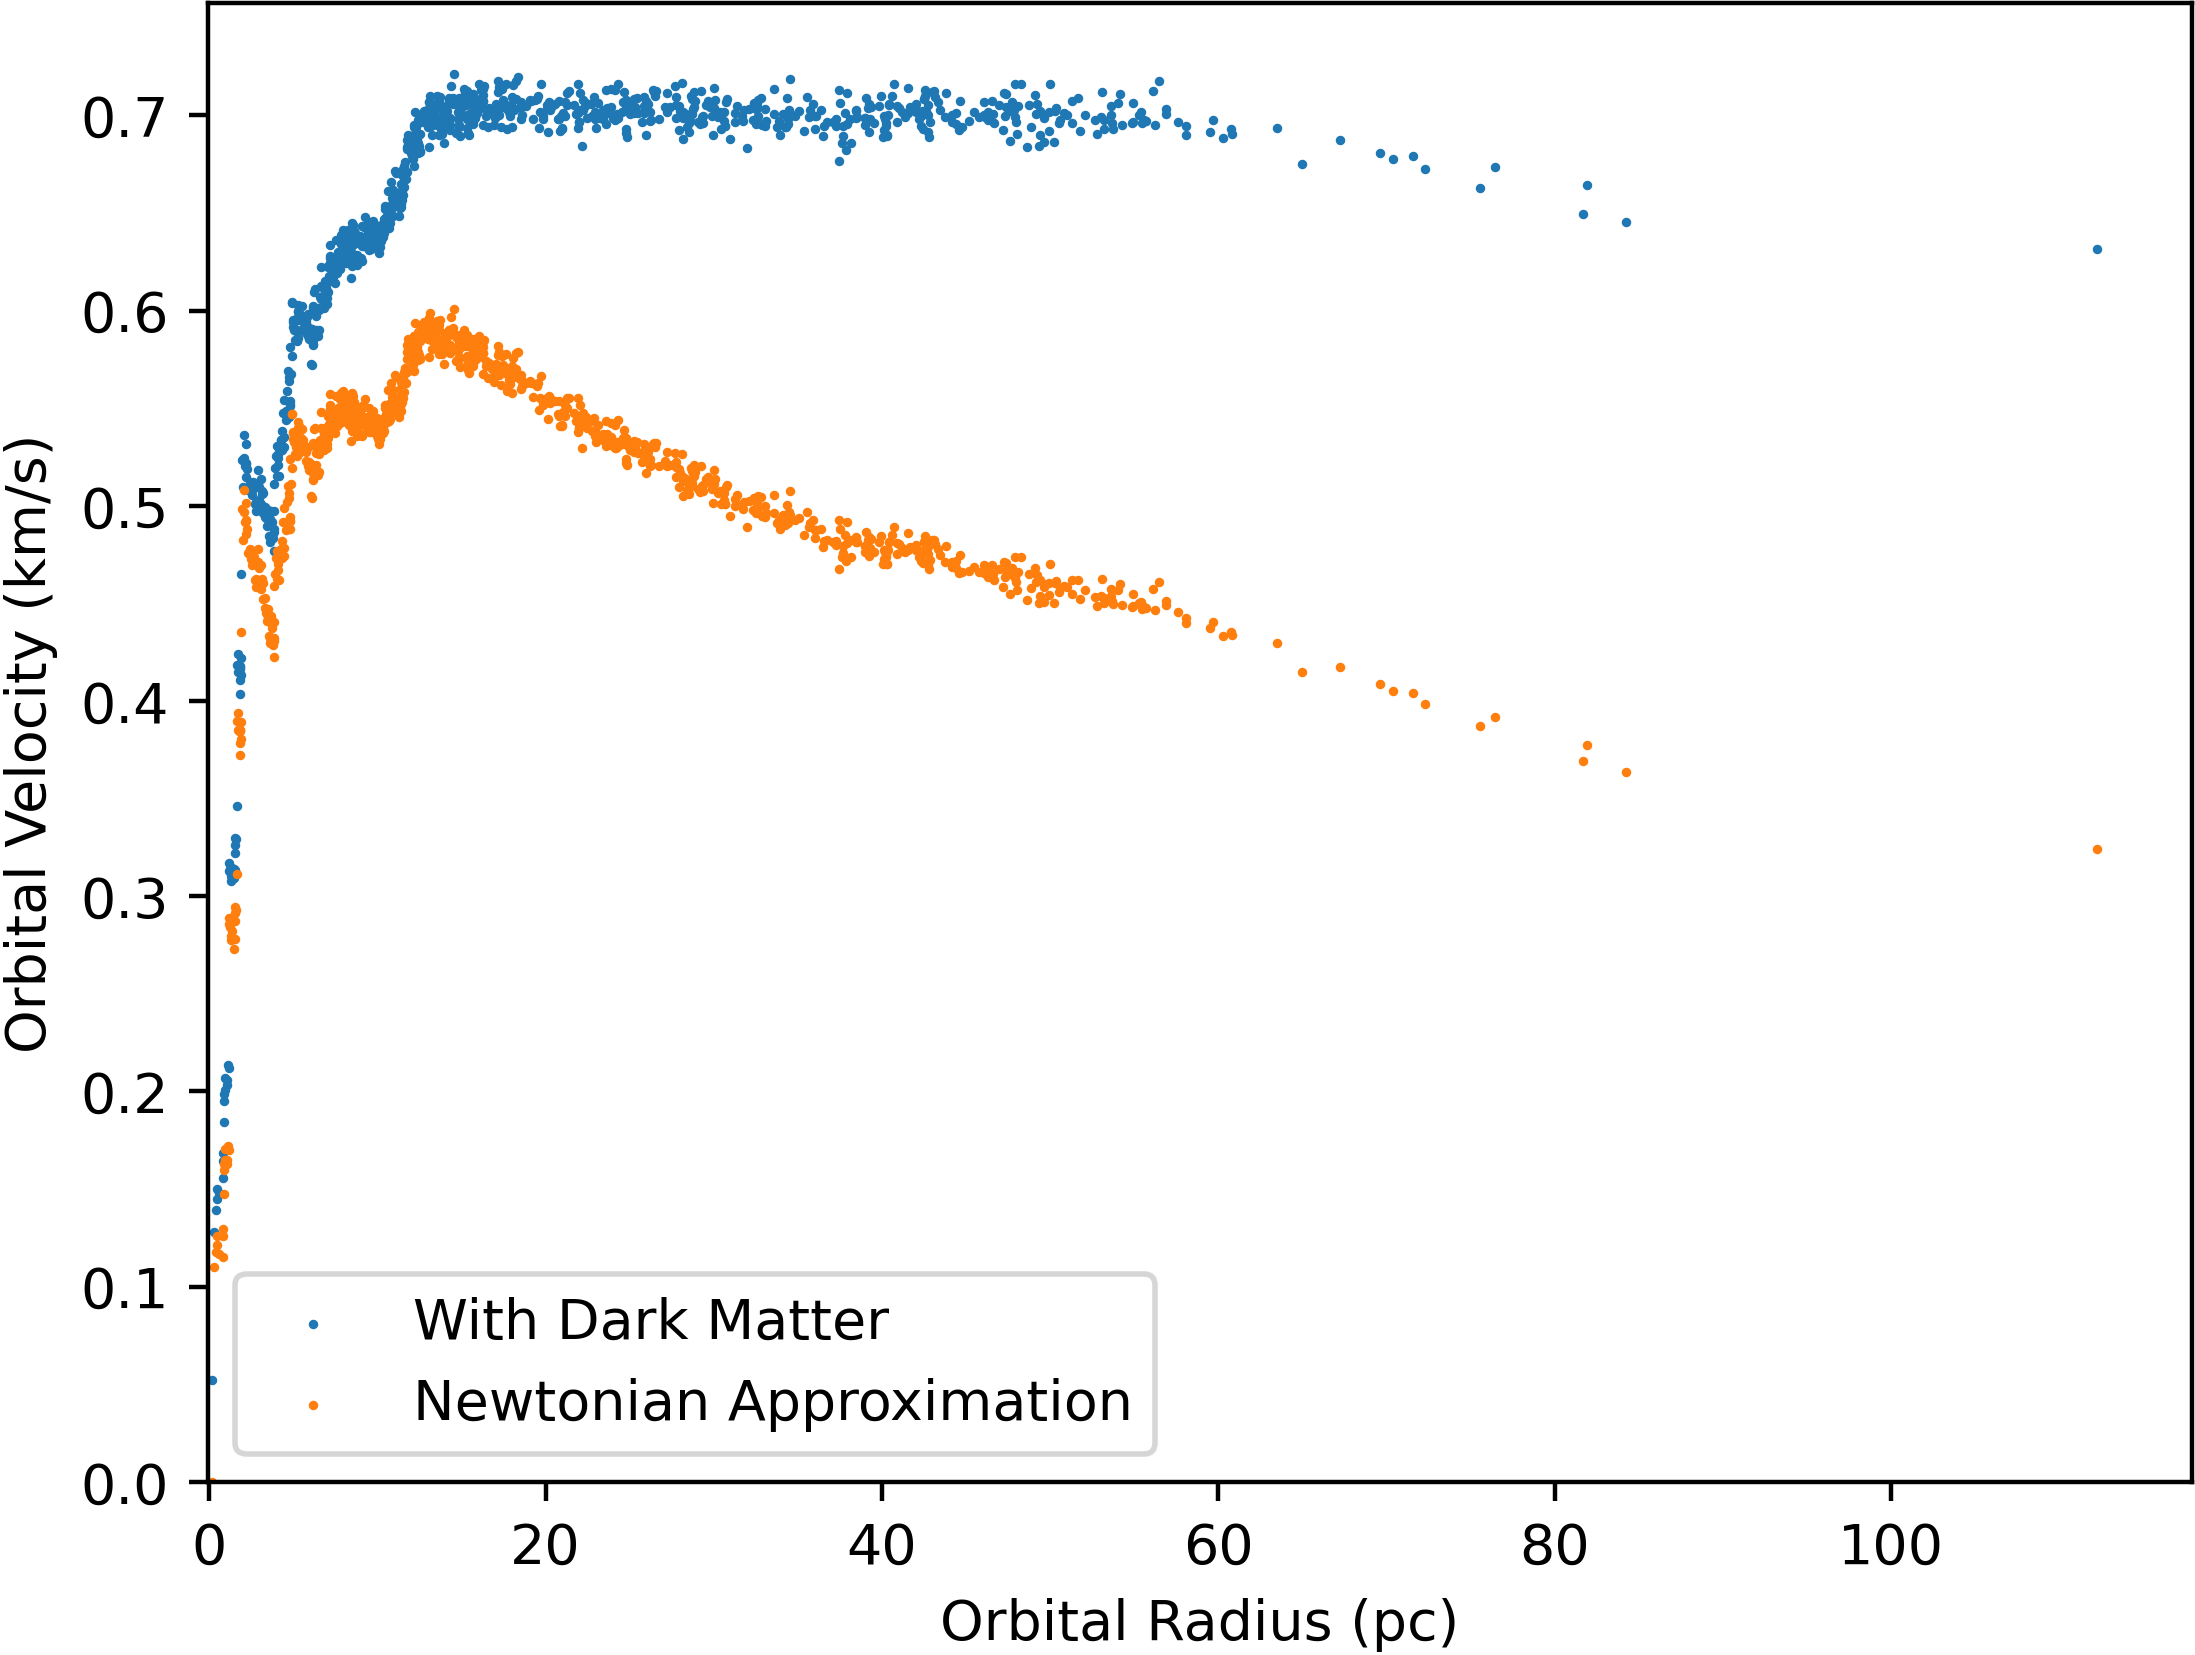 Orbital Velocity (km/s)
0.7
0.6
0.5
0.4
0.3
0.2
0.1
0.0
With Dark Matter
Newtonian Approximation
0 20 40 60 80 100
Orbital Radius (pc)